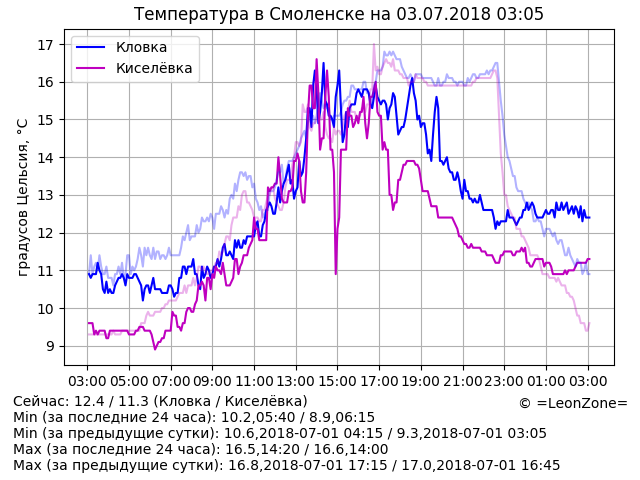 Температура в Смоленске на 03.07.2018 03:05
градусов Цельсия, °C
17
16
15
14
13
12
11
10
9
Кловка
Киселёвка
03:00 05:00 07:00 09:00 11:00 13:00 15:00 17:00 19:00 21:00 23:00 01:00 03:00
Сейчас: 12.4 / 11.3 (Кловка / Киселёвка)
© =LeonZone=
Min (за последние 24 часа): 10.2,05:40 / 8.9,06:15
Min (за предыдущие сутки): 10.6,2018-07-01 04:15 / 9.3,2018-07-01 03:05
Max (за последние 24 часа): 16.5,14:20 / 16.6,14:00
Max (за предыдущие сутки): 16.8,2018-07-01 17:15 / 17.0,2018-07-01 16:45